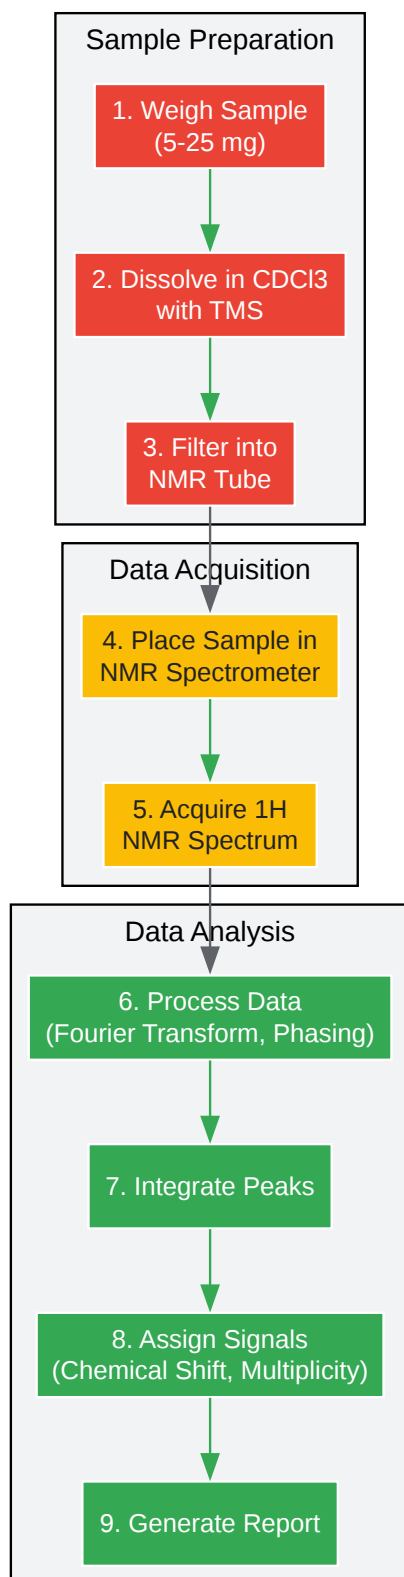 Sample Preparation
1. Weigh Sample
(5-25 mg)
2. Dissolve in CDCl3
with TMS
3. Filter into
NMR Tube
Data Acquisition
4. Place Sample in
NMR Spectrometer
5. Acquire 1H
NMR Spectrum
Data Analysis
6. Process Data
(Fourier Transform, Phasing)
7. Integrate Peaks
8. Assign Signals
(Chemical Shift, Multiplicity)
9. Generate Report